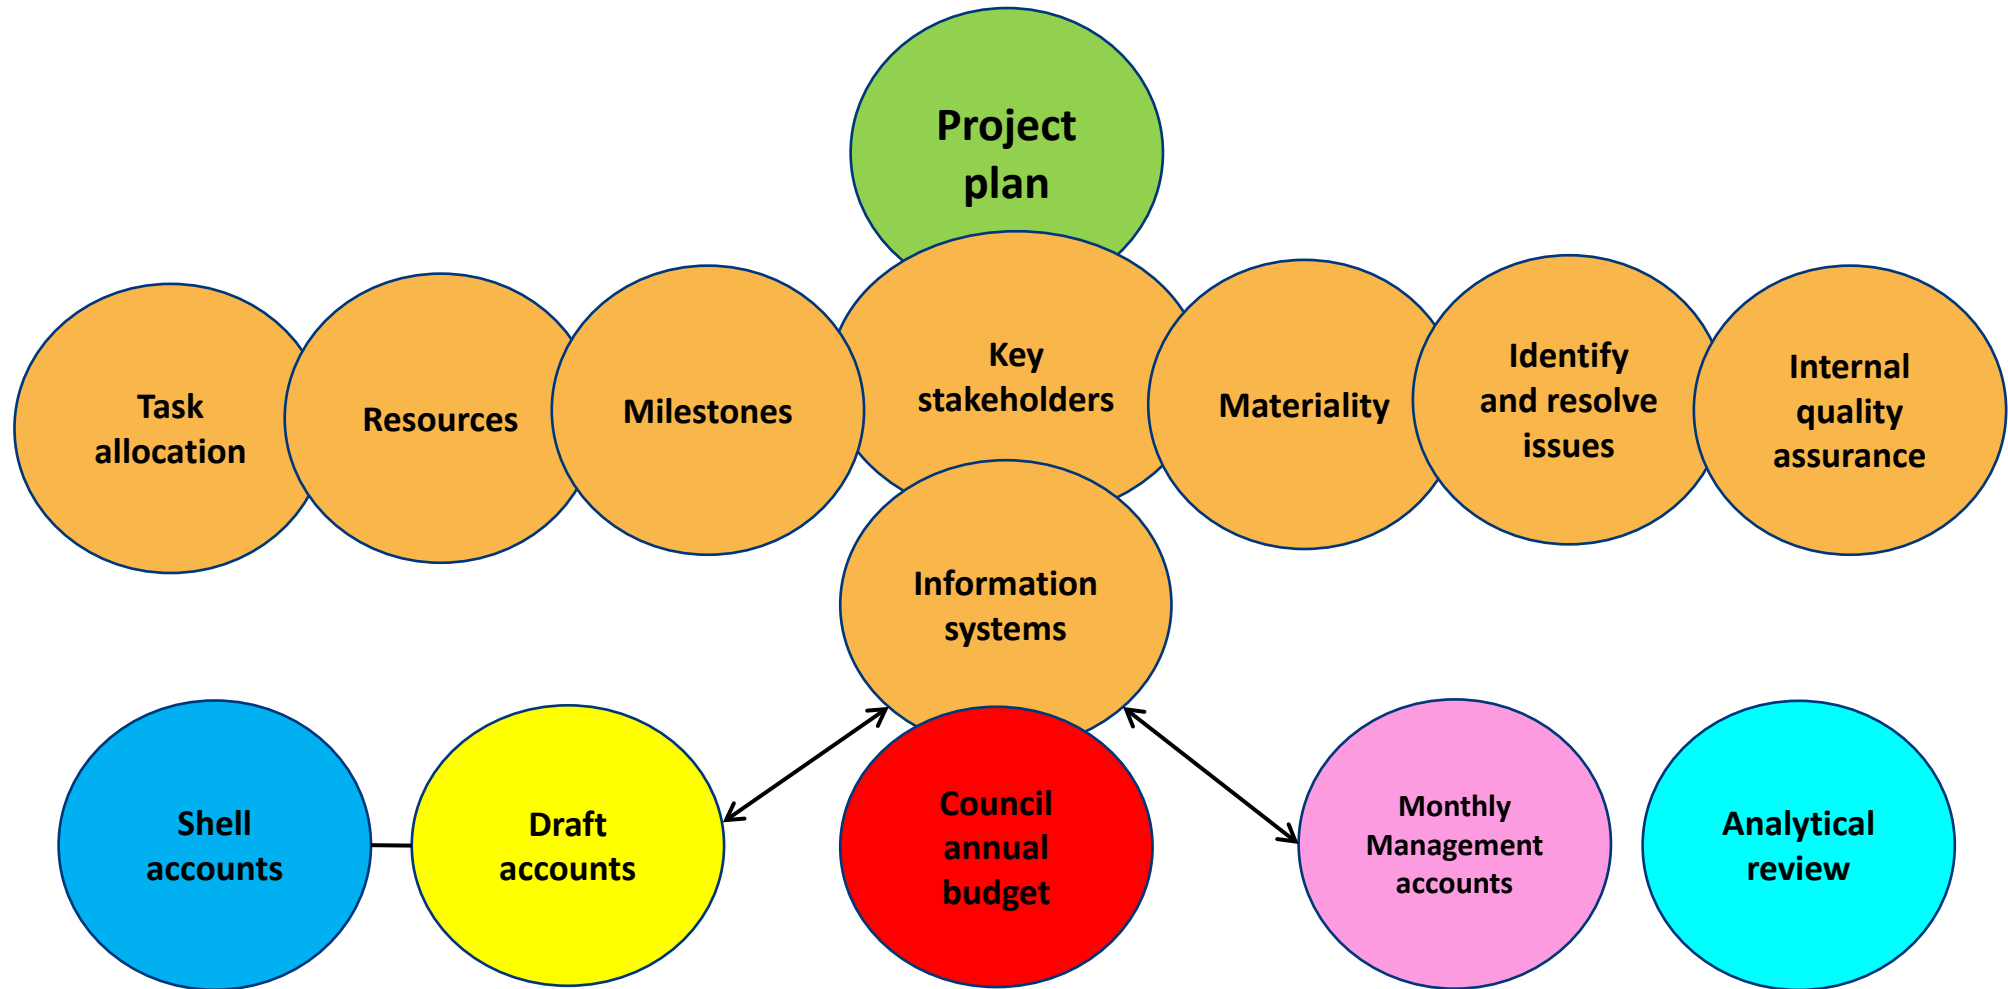 Project
plan
Task
allocation
Resources
Milestones
Key
stakeholders
Materiality
Identify
and resolve
issues
Internal
quality
assurance
Information
systems
Shell
accounts
Draft
accounts
Council
annual
budget
Monthly
Management
accounts
Analytical
review